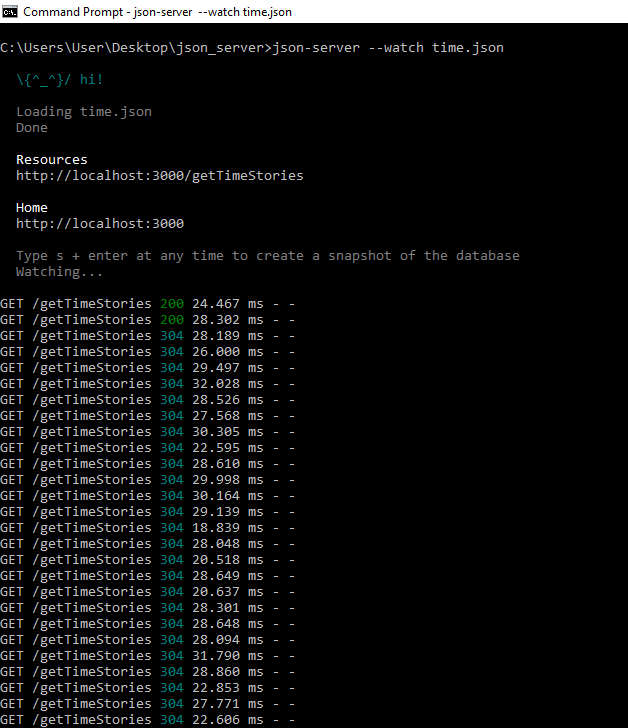 Command Prompt - json-server --watch time.json
C:\Users\User\Desktop\json_server>json-server --watch time.json
\{^_^}/ hi!
Loading time.json
Done
Resources
http://localhost:3000/getTimeStories
Home
http://localhost:3000
Type s + enter at any time to create a snapshot of the database
Watching...
GET /getTimeStories 200 24.467 ms - -
GET /getTimeStories 200 28.302 ms - -
GET /getTimeStories 304 28.189 ms - -
GET /getTimeStories 304 26.000 ms - -
GET /getTimeStories 304 29.497 ms - -
GET /getTimeStories 304 32.028 ms - -
GET /getTimeStories 304 28.526 ms - -
GET /getTimeStories 304 27.568 ms - -
GET /getTimeStories 304 30.305 ms - -
GET /getTimeStories 304 22.595 ms - -
GET /getTimeStories 304 28.610 ms - -
GET /getTimeStories 304 29.998 ms - -
GET /getTimeStories 304 30.164 ms - -
GET /getTimeStories 304 29.139 ms - -
GET /getTimeStories 304 18.839 ms - -
GET /getTimeStories 304 28.048 ms - -
GET /getTimeStories 304 20.518 ms - -
GET /getTimeStories 304 28.649 ms - -
GET /getTimeStories 304 20.637 ms - -
GET /getTimeStories 304 28.301 ms - -
GET /getTimeStories 304 28.648 ms - -
GET /getTimeStories 304 28.094 ms - -
GET /getTimeStories 304 31.790 ms - -
GET /getTimeStories 304 28.860 ms - -
GET /getTimeStories 304 22.853 ms - -
GET /getTimeStories 304 27.771 ms - -
GET /getTimeStories 304 22.606 ms - -